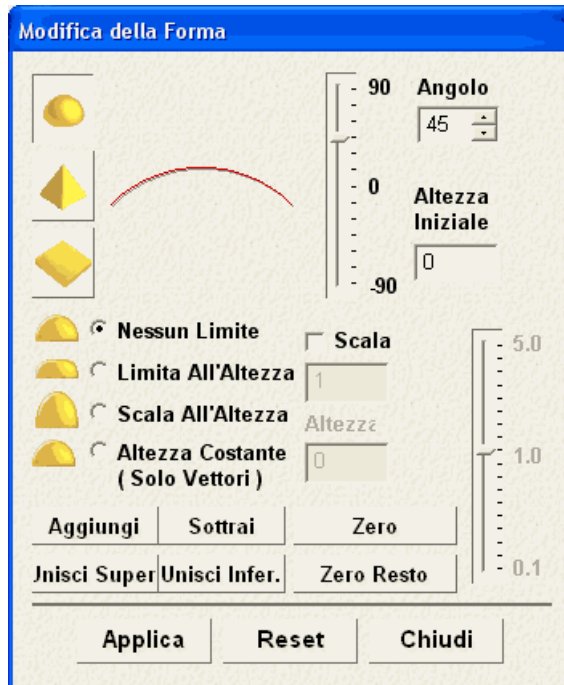 Modifica della Forma
90
0
-90
Angolo
45
Altezza
Iniziale
0
Nessun Limite
Limita All'Altezza
Scala All'Altezza
Altezza Costante
( Solo Vettori )
Scala
1
Altezza
0
5.0
1.0
0.1
Aggiungi
Sottrai
Zero
Unisci Super
Unisci Infer.
Zero Resto
Applica
Reset
Chiudi